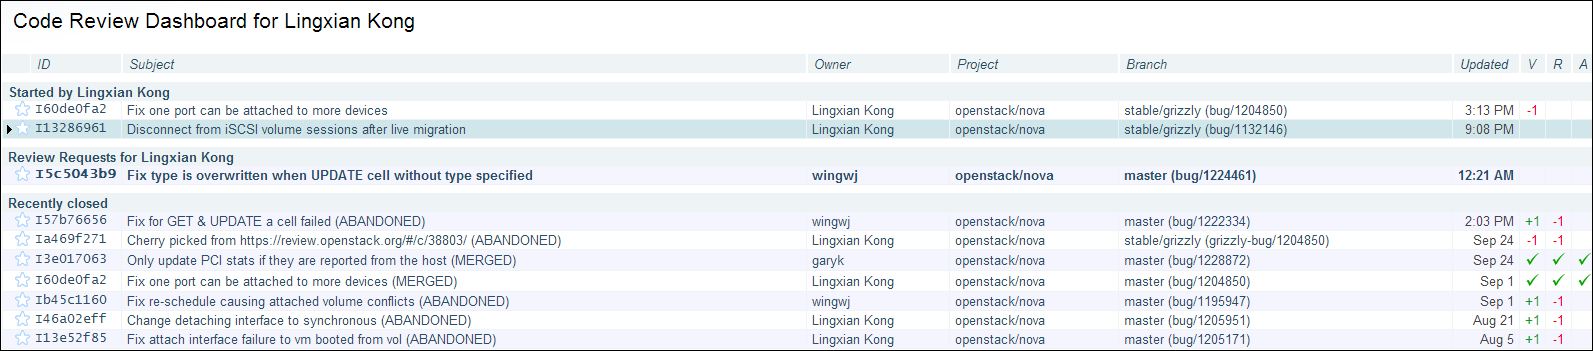 Code Review Dashboard for Lingxian Kong
ID Subject Owner Project Branch Updated V R A
Started by Lingxian Kong
I60de0fa2 Fix one port can be attached to more devices Lingxian Kong openstack/nova stable/grizzly (bug/1204850) 3:13 PM -1
I13286961 Disconnect from iSCSI volume sessions after live migration Lingxian Kong openstack/nova stable/grizzly (bug/1132146) 9:08 PM
Review Requests for Lingxian Kong
I5c5043b9 Fix type is overwritten when UPDATE cell without type specified wingwj openstack/nova master (bug/1224461) 12:21 AM
Recently closed
I57b76656 Fix for GET & UPDATE a cell failed (ABANDONED) wingwj openstack/nova master (bug/1222334) 2:03 PM +1 -1
Ia469f271 Cherry picked from https://review.openstack.org/#/c/38803/ (ABANDONED) Lingxian Kong openstack/nova stable/grizzly (grizzly-bug/1204850) Sep 24 -1 -1
I3e017063 Only update PCI stats if they are reported from the host (MERGED) garyk openstack/nova master (bug/1228872) Sep 24 ✓ ✓ ✓
I60de0fa2 Fix one port can be attached to more devices (MERGED) Lingxian Kong openstack/nova master (bug/1204850) Sep 1 ✓ ✓ ✓
Ib45c1160 Fix re-schedule causing attached volume conflicts (ABANDONED) wingwj openstack/nova master (bug/1195947) Sep 1 +1 -1
I46a02eff Change detaching interface to synchronous (ABANDONED) Lingxian Kong openstack/nova master (bug/1205951) Aug 21 +1 -1
I13e52f85 Fix attach interface failure to vm booted from vol (ABANDONED) Lingxian Kong openstack/nova master (bug/1205171) Aug 5 +1 -1